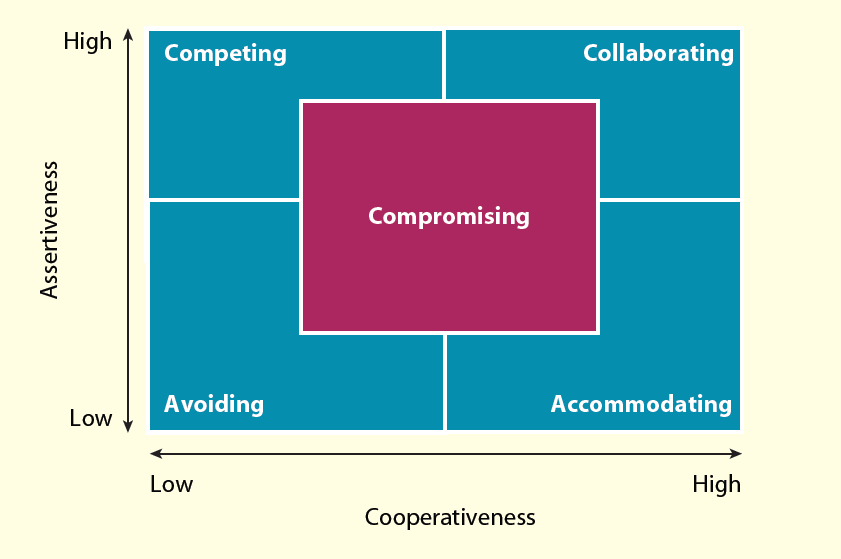 High
Competing
Collaborating
Assertiveness
Compromising
Avoiding
Accommodating
Low
Low
High
Cooperativeness